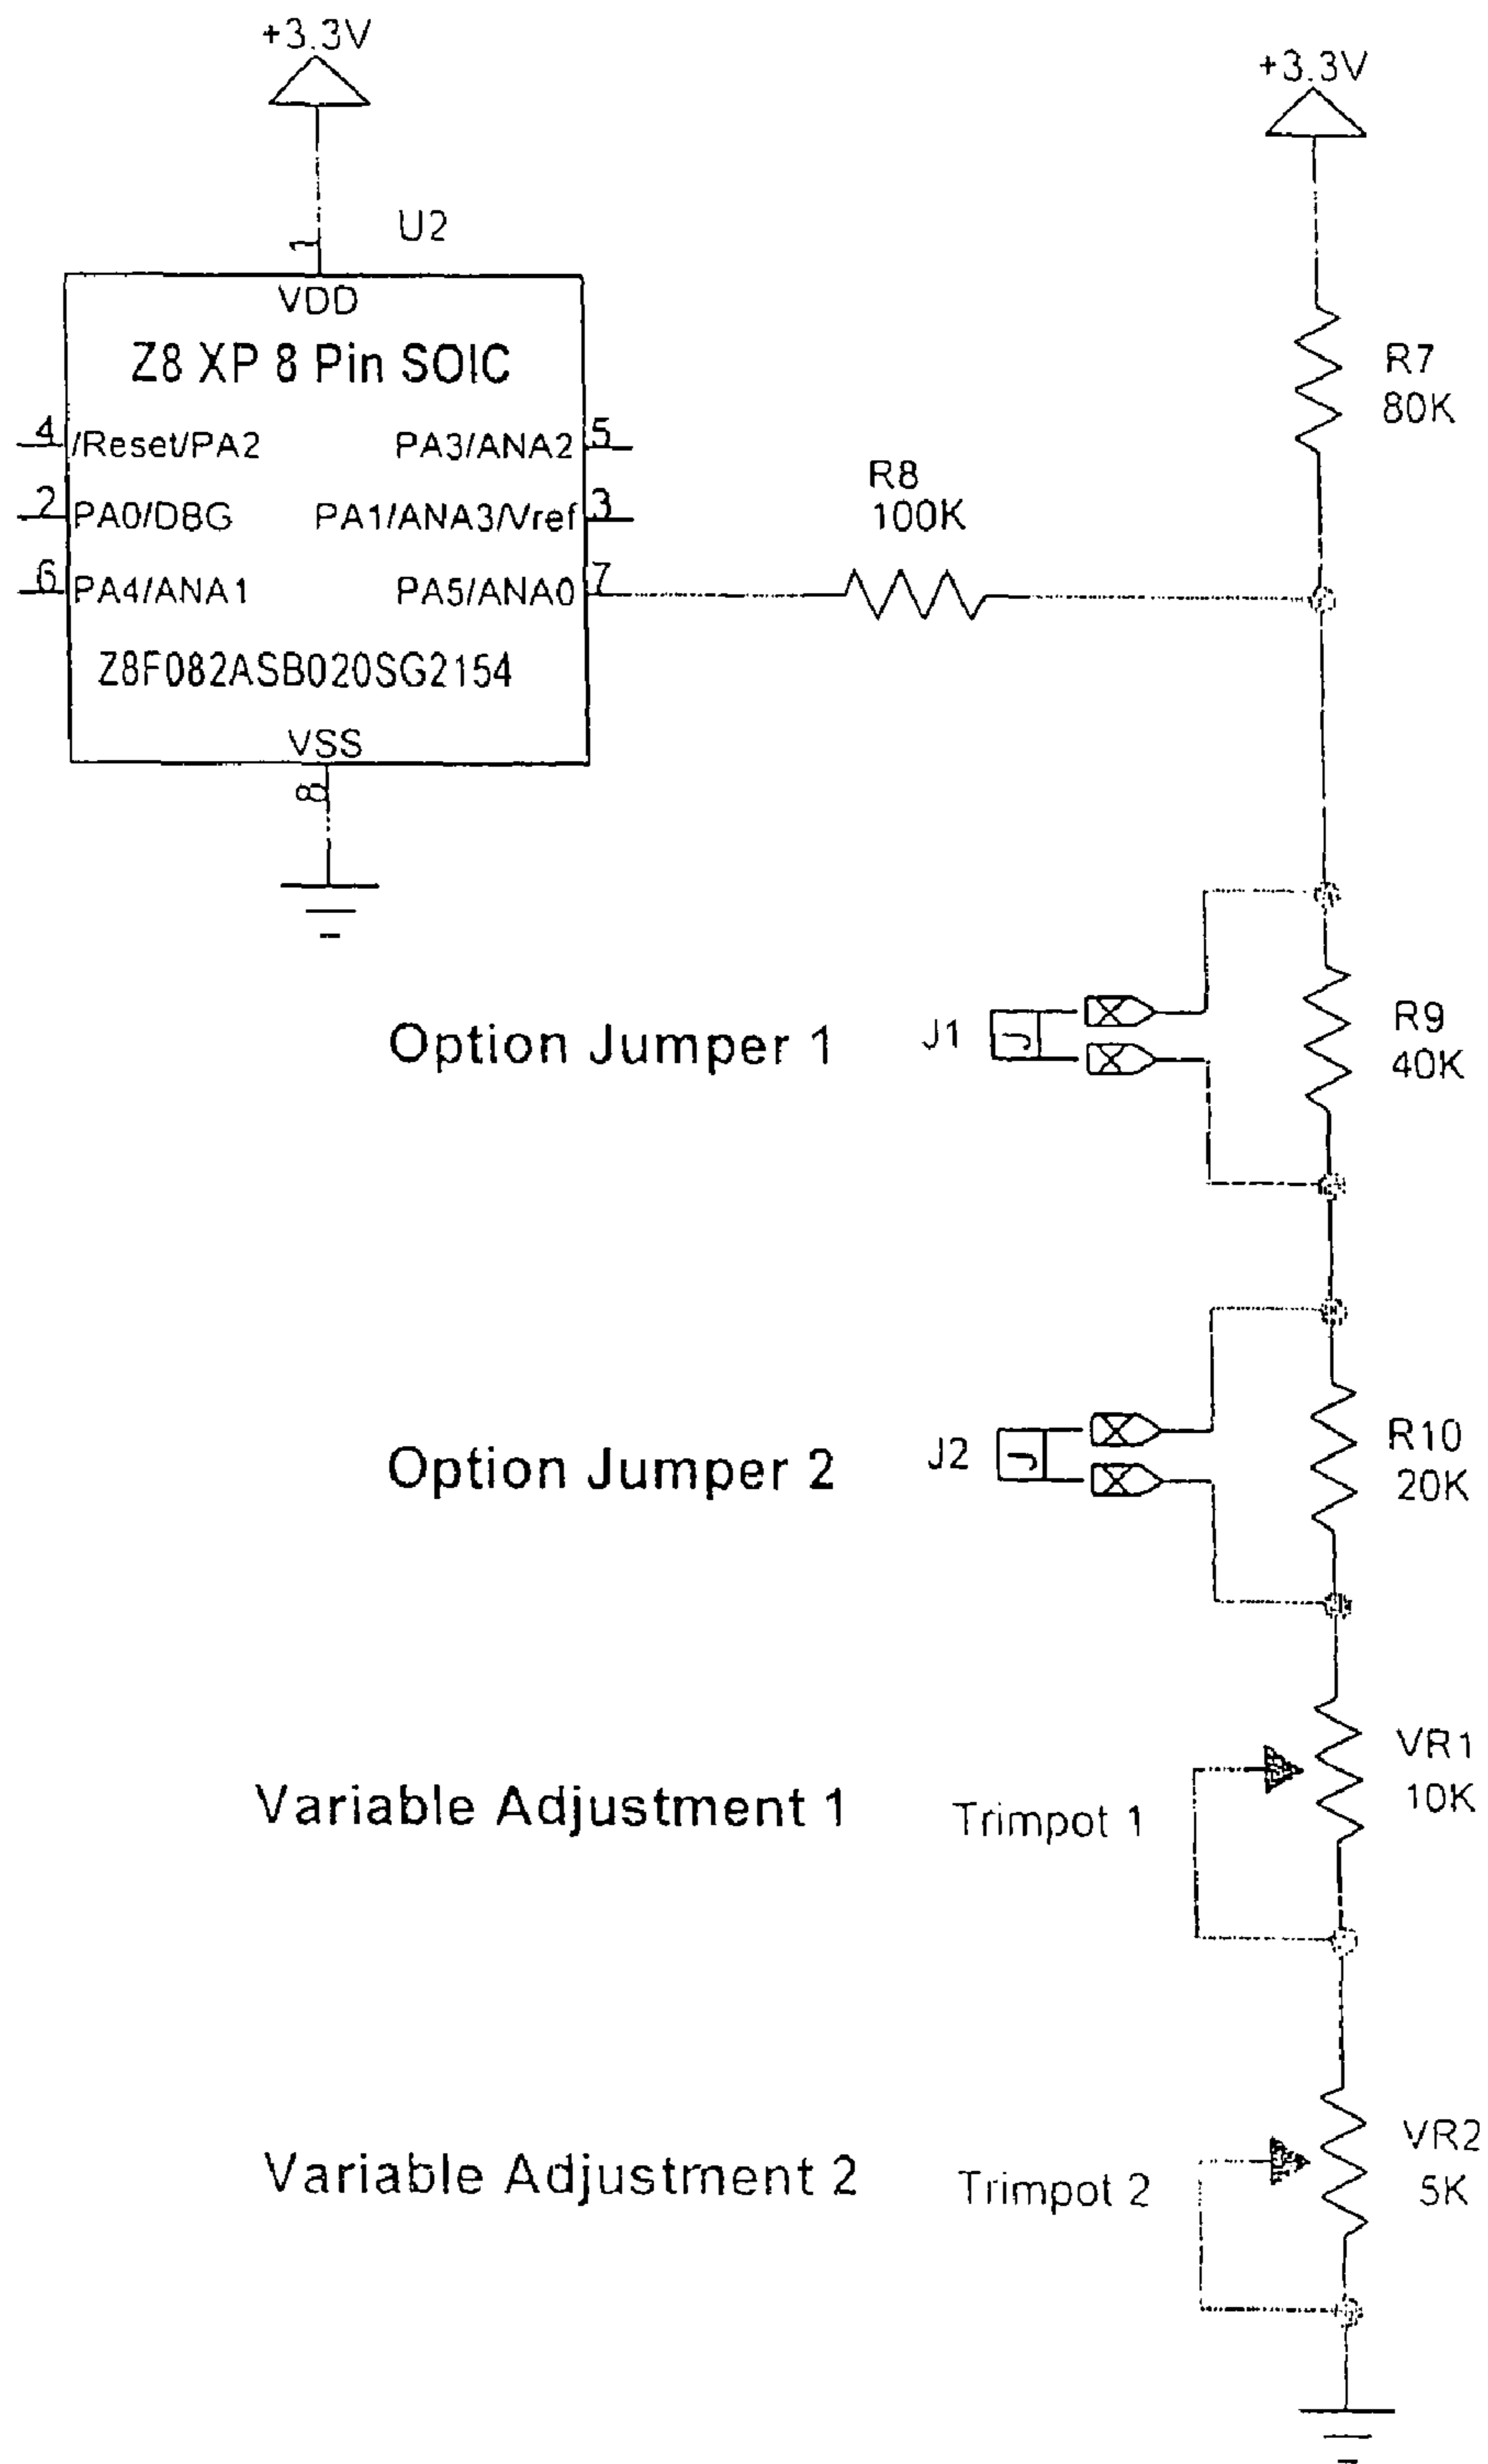 +3.3V
+3.3V
U2
1
VDD
Z8 XP 8 Pin SOIC
R7
80K
4
/Reset/PA2
PA3/ANA2
5
2
PA0/DBG
PA1/ANA3/Vref
3
R8
100K
6
PA4/ANA1
PA5/ANA0
7
Z8F082ASB020SG2154
VSS
8
Option Jumper 1
J1
J
R9
40K
Option Jumper 2
J2
J
R10
20K
Variable Adjustment 1
Trimpot 1
VR1
10K
Variable Adjustment 2
Trimpot 2
VR2
5K